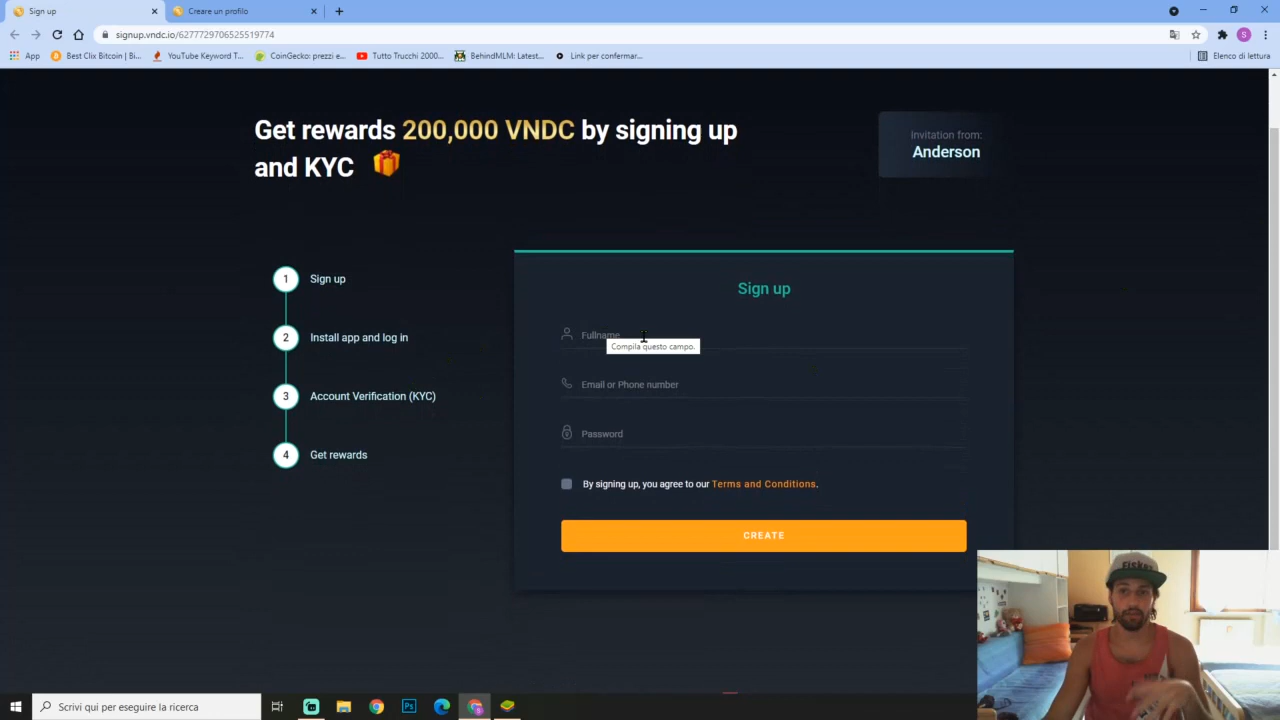 Sign up
Creare un profilo
signup.vndc.io/6277729706525519774
App
Best Clix Bitcoin | Bi...
YouTube Keyword T...
CoinGecko: prezzi e...
Tutto Trucchi 2000...
BehindMLM: Latest...
Link per confermar...
Elenco di lettura
Get rewards 200,000 VNDC by signing up
and KYC
Invitation from:
Anderson
1 Sign up
2 Install app and log in
3 Account Verification (KYC)
4 Get rewards
Sign up
Fullname
Compila questo campo.
Email or Phone number
Password
By signing up, you agree to our Terms and Conditions.
CREATE
Scrivi qui per eseguire la ricerca